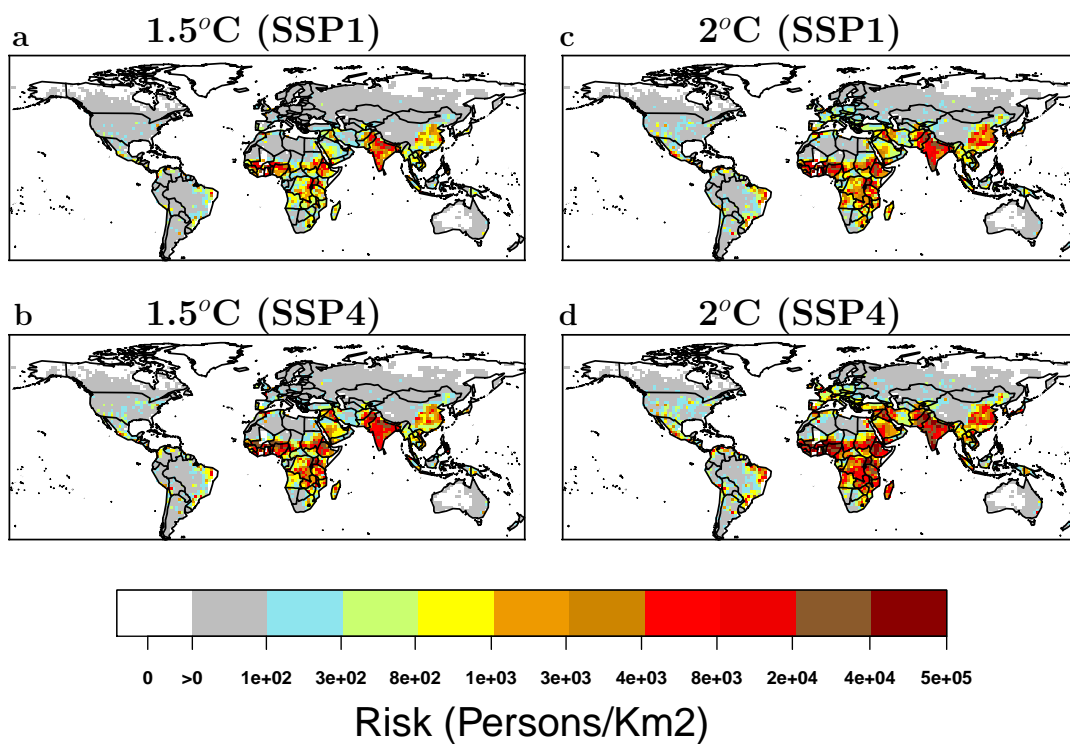 a 1.5°C (SSP1)
c 2°C (SSP1)
b 1.5°C (SSP4)
d 2°C (SSP4)
0 >0 1e+02 3e+02 8e+02 1e+03 3e+03 4e+03 8e+03 2e+04 4e+04 5e+05
Risk (Persons/Km2)